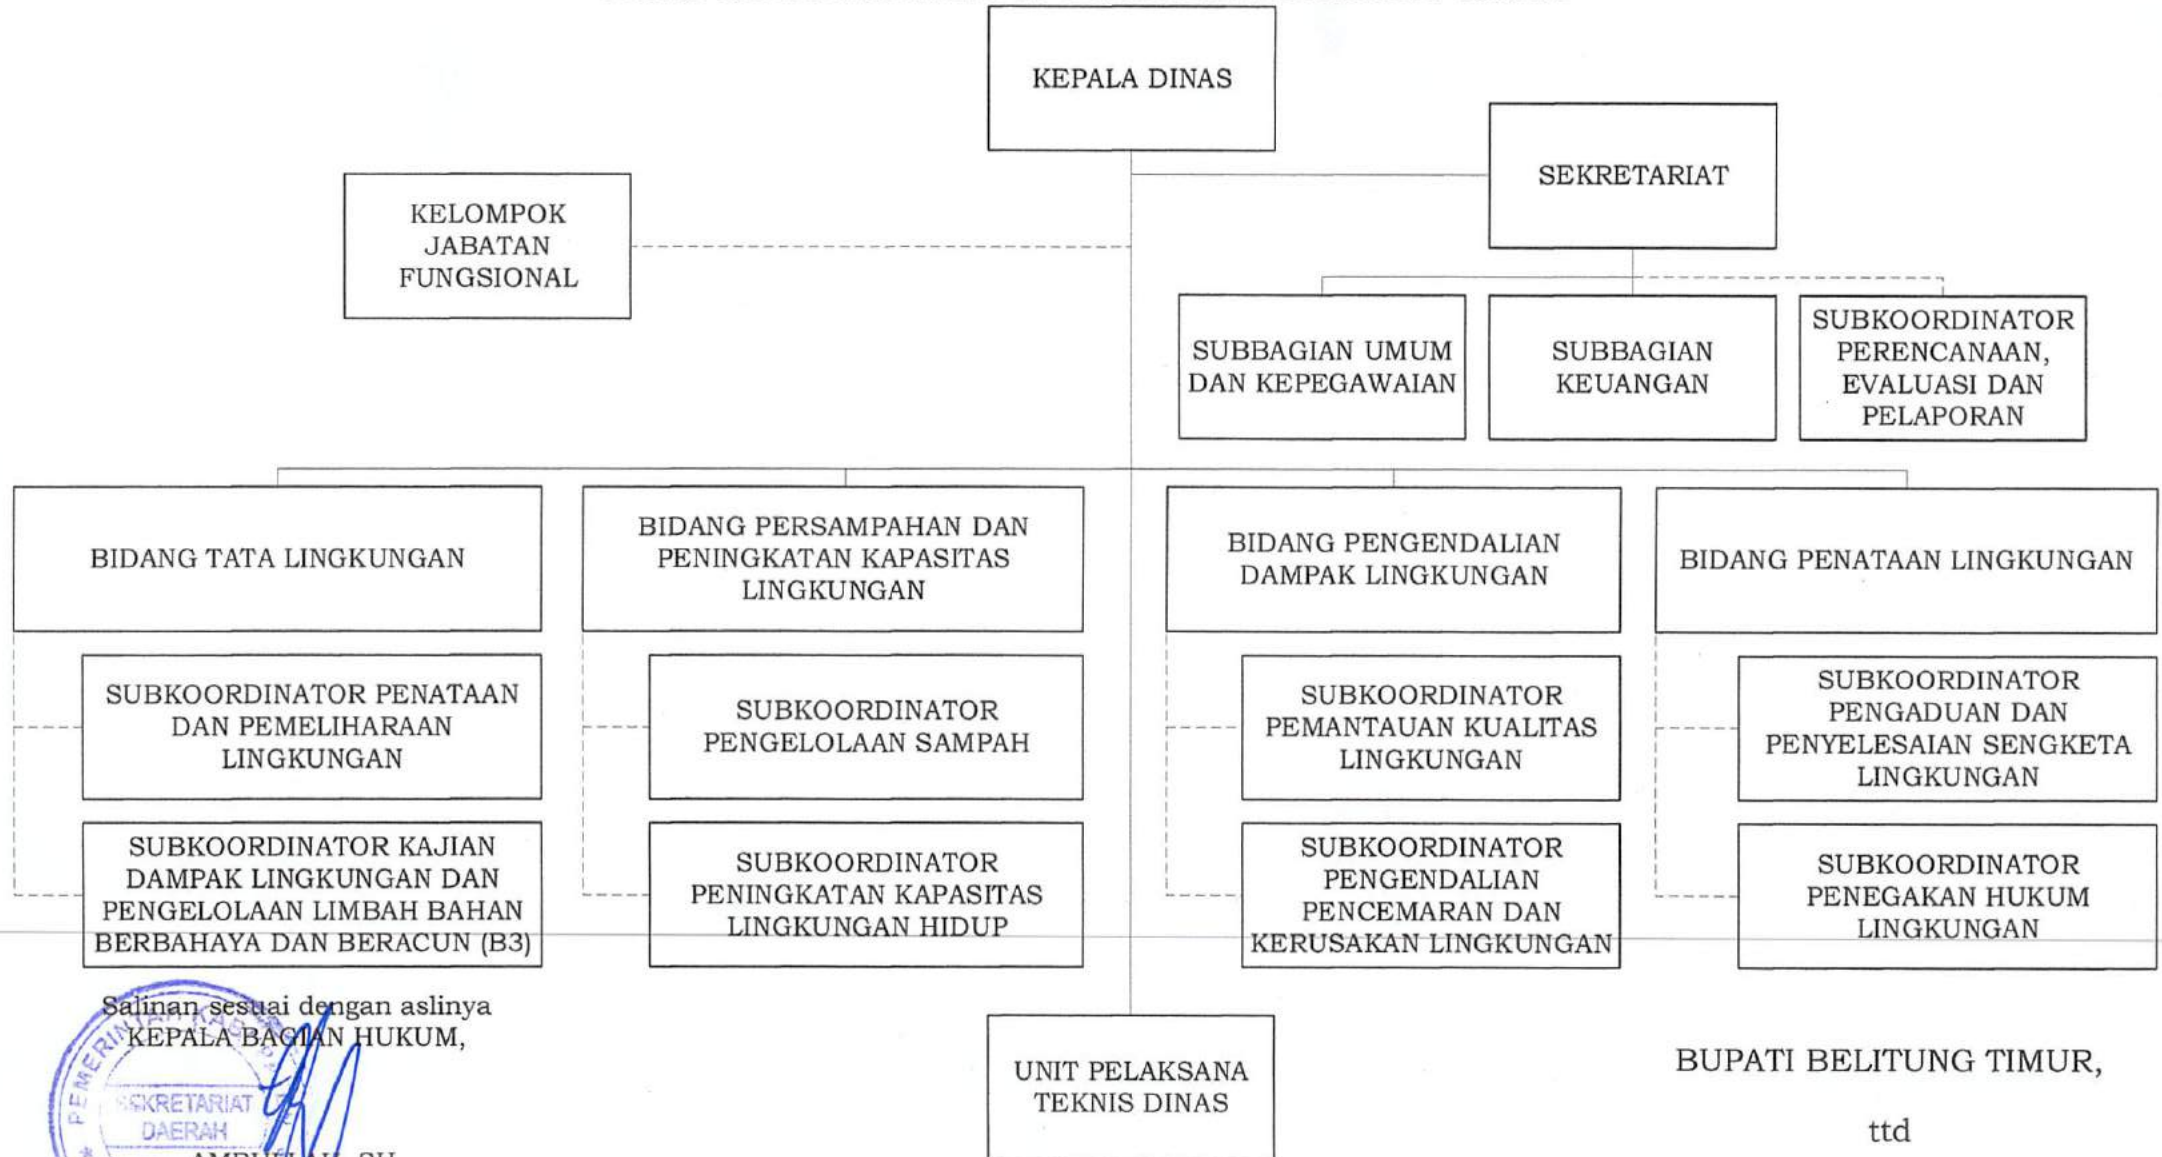 KEPALA DINAS
SEKRETARIAT
KELOMPOK
JABATAN
FUNGSIONAL
SUBBAGIAN UMUM
DAN KEPEGAWAIAN
SUBBAGIAN
KEUANGAN
SUBKOORDINATOR
PERENCANAAN,
EVALUASI DAN
PELAPORAN
BIDANG TATA LINGKUNGAN
BIDANG PERSAMPAHAN DAN
PENINGKATAN KAPASITAS
LINGKUNGAN
BIDANG PENGENDALIAN
DAMPAK LINGKUNGAN
BIDANG PENATAAN LINGKUNGAN
SUBKOORDINATOR PENATAAN
DAN PEMELIHARAAN
LINGKUNGAN
SUBKOORDINATOR
PENGELOLAAN SAMPAH
SUBKOORDINATOR
PEMANTAUAN KUALITAS
LINGKUNGAN
SUBKOORDINATOR
PENGADUAN DAN
PENYELESAIAN SENGKETA
LINGKUNGAN
SUBKOORDINATOR KAJIAN
DAMPAK LINGKUNGAN DAN
PENGELOLAAN LIMBAH BAHAN
BERBAHAYA DAN BERACUN (B3)
SUBKOORDINATOR
PENINGKATAN KAPASITAS
LINGKUNGAN HIDUP
SUBKOORDINATOR
PENGENDALIAN
PENCEMARAN DAN
KERUSAKAN LINGKUNGAN
SUBKOORDINATOR
PENEGAKAN HUKUM
LINGKUNGAN
Salinan sesuai dengan aslinya
KEPALA BAGIAN HUKUM,
PEMERINTAH KAB
SEKRETARIAT
DAERAH
UNIT PELAKSANA
TEKNIS DINAS
BUPATI BELITUNG TIMUR,
ttd